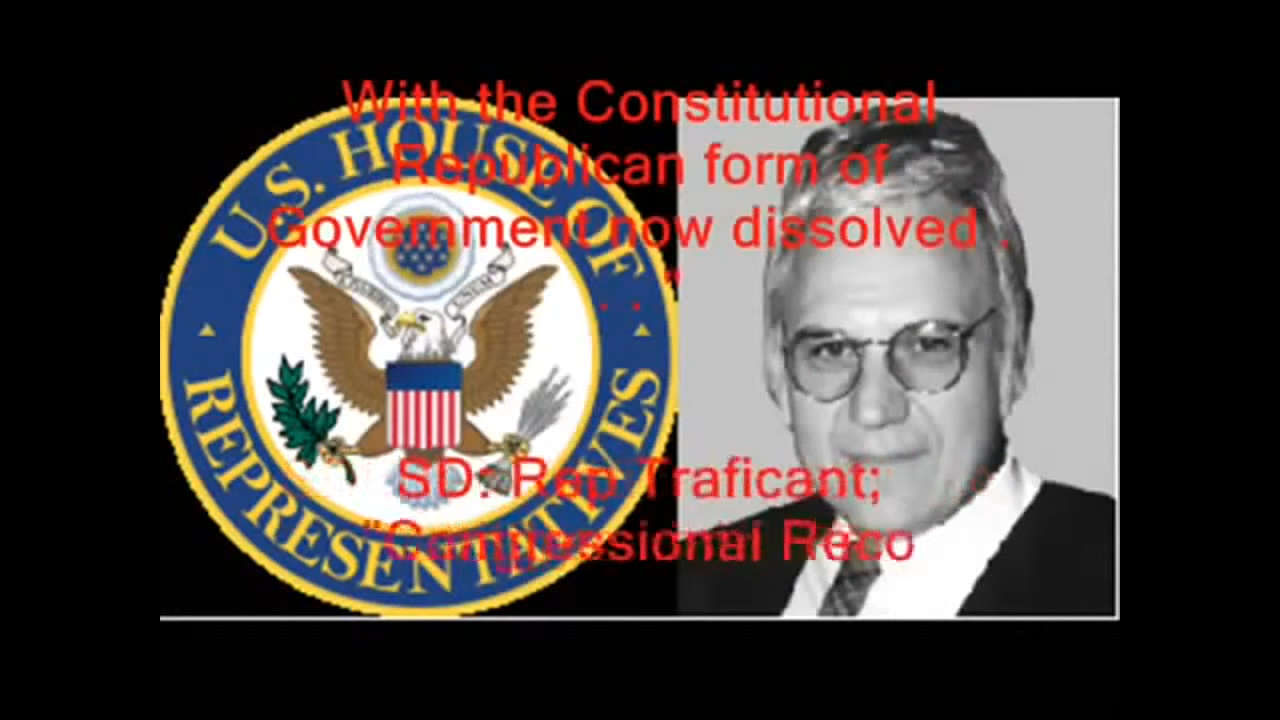 With the Constitutional
Republican form of
Government now dissolved .
. . "
U.S. HOUSE OF
REPRESENTATIVES
SD: Rep Traficant;
"Congressional Reco